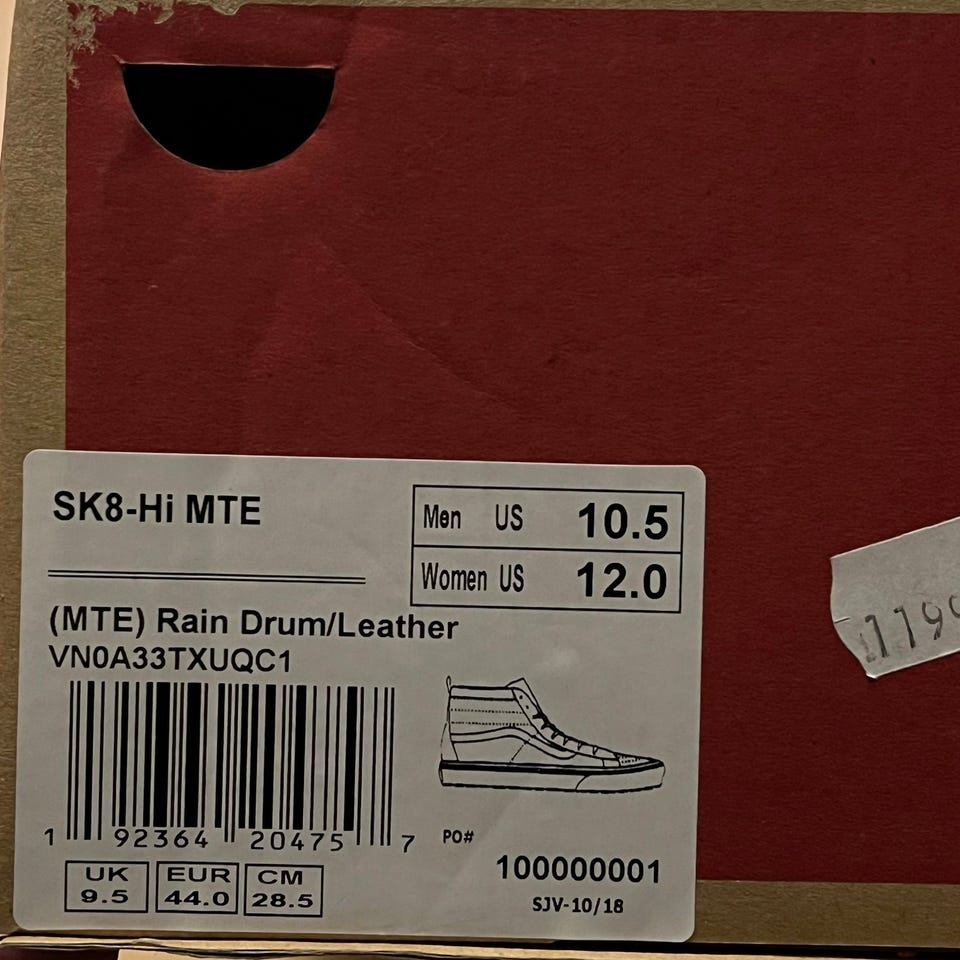 SK8-Hi MTE
Men US 10.5
Women US 12.0
(MTE) Rain Drum/Leather
VN0A33TXUQC1
1 92364 20475 7
PO#
100000001
SJV-10/18
UK 9.5
EUR 44.0
CM 28.5
1199